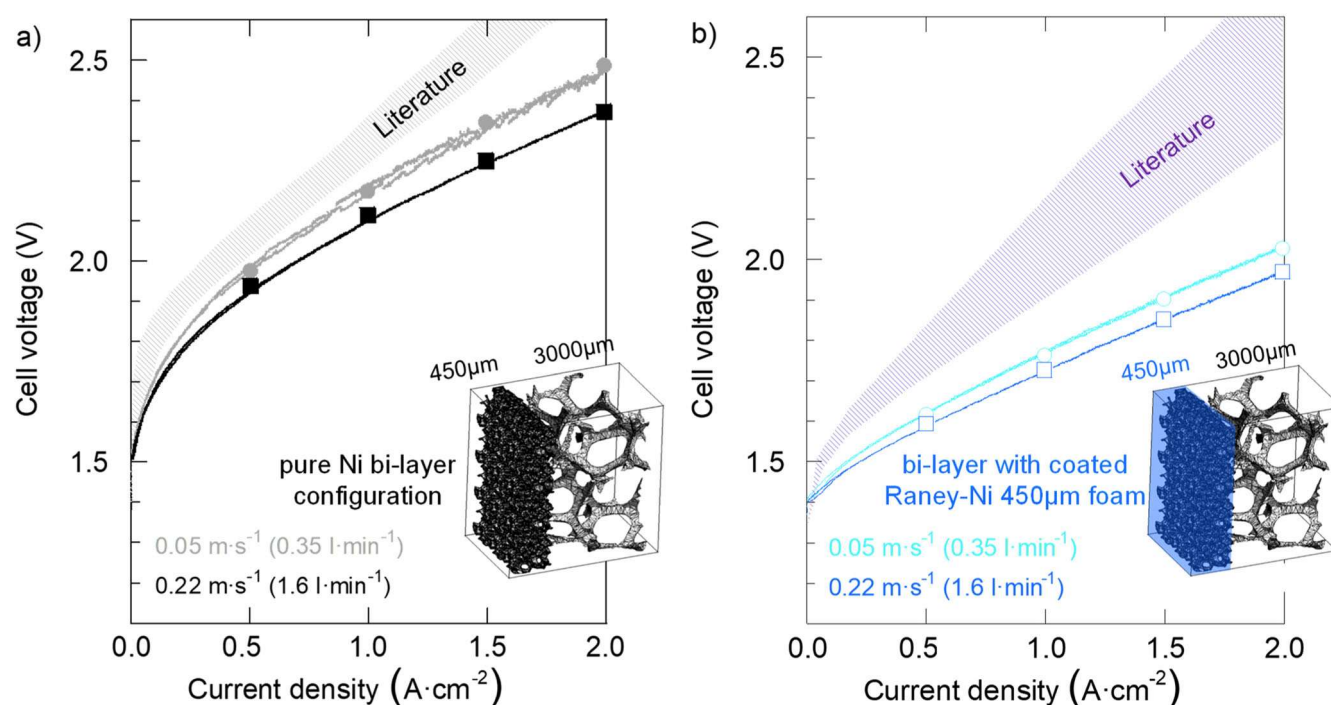 a)
2.5
2.0
1.5
Cell voltage (V)
Literature
450µm
3000µm
pure Ni bi-layer
configuration
0.05 m·s⁻¹ (0.35 l·min⁻¹)
0.22 m·s⁻¹ (1.6 l·min⁻¹)
0.0 0.5 1.0 1.5 2.0
Current density (A·cm⁻²)
b)
2.5
2.0
1.5
Cell voltage (V)
Literature
450µm
3000µm
bi-layer with coated
Raney-Ni 450µm foam
0.05 m·s⁻¹ (0.35 l·min⁻¹)
0.22 m·s⁻¹ (1.6 l·min⁻¹)
0.0 0.5 1.0 1.5 2.0
Current density (A·cm⁻²)